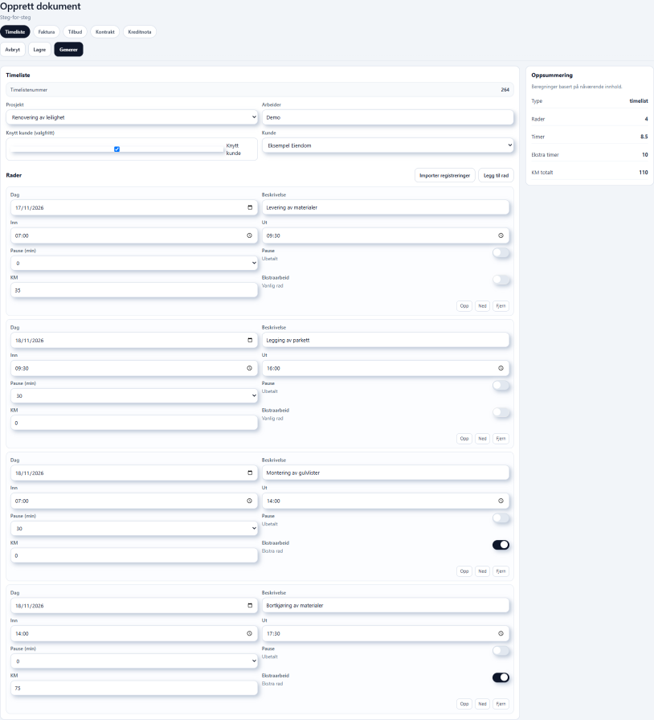 Opprett dokument
Steg-for-steg
Timeliste Faktura Tilbud Kontrakt Kreditnota
Avbryt Lagre Generer
Timeliste
Timelistenummer 264
Prosjekt Arbeider
Renovering av leilighet Demo
Knytt kunde (valgfritt) Kunde
Knytt kunde Eksempel Eiendom
Rader Importer registreringer Legg til rad
Dag Beskrivelse
17/11/2026 Levering av materialer
Inn Ut
07:00 09:30
Pause (min) Pause
0 Ubetalt
KM Ekstraarbeid
35 Vanlig rad
Opp Ned Fjern
Dag Beskrivelse
18/11/2026 Legging av parkett
Inn Ut
09:30 16:00
Pause (min) Pause
30 Ubetalt
KM Ekstraarbeid
0 Vanlig rad
Opp Ned Fjern
Dag Beskrivelse
18/11/2026 Montering av gulvlister
Inn Ut
07:00 14:00
Pause (min) Pause
30 Ubetalt
KM Ekstraarbeid
0 Ekstra rad
Opp Ned Fjern
Dag Beskrivelse
18/11/2026 Bortkjøring av materialer
Inn Ut
14:00 17:30
Pause (min) Pause
0 Ubetalt
KM Ekstraarbeid
75 Ekstra rad
Opp Ned Fjern
Oppsummering
Beregninger basert på nåværende innhold.
Type timelist
Rader 4
Timer 8.5
Ekstra timer 10
KM totalt 110